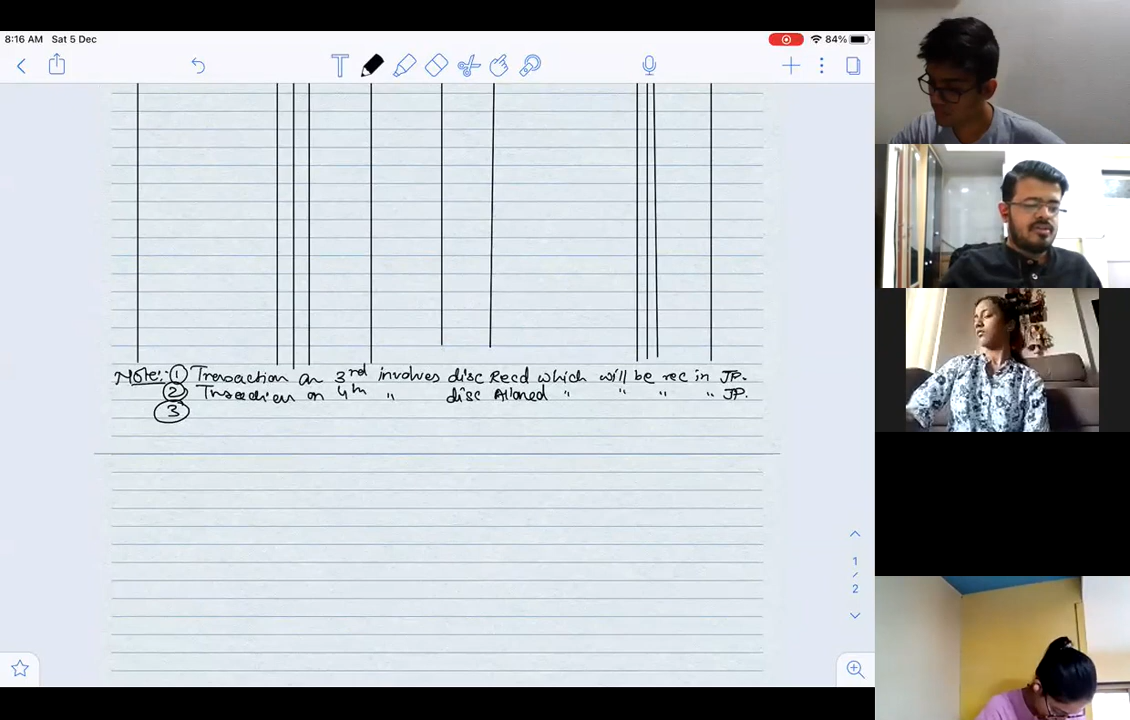 8:16 AM Sat 5 Dec
84%
T
Note:- ① Transaction on 3rd involves disc Recd which will be rec in JP.
② Transaction on 4th " disc Allowed " " " " JP.
③
1
/
2